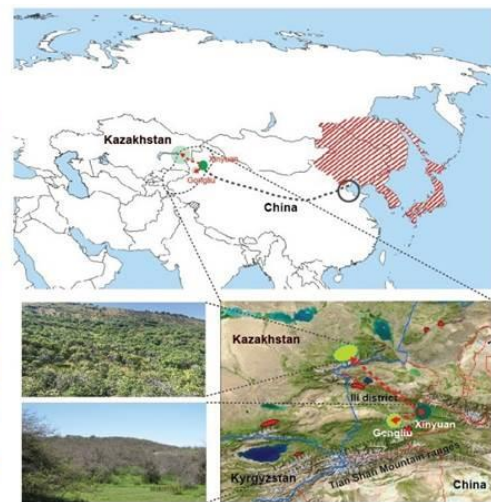 Kazakhstan
Xinyuan
Gongliu
China
Kazakhstan
Ili district
Xinyuan
Gongliu
Tian Shan Mountain ranges
Kyrgyzstan
China